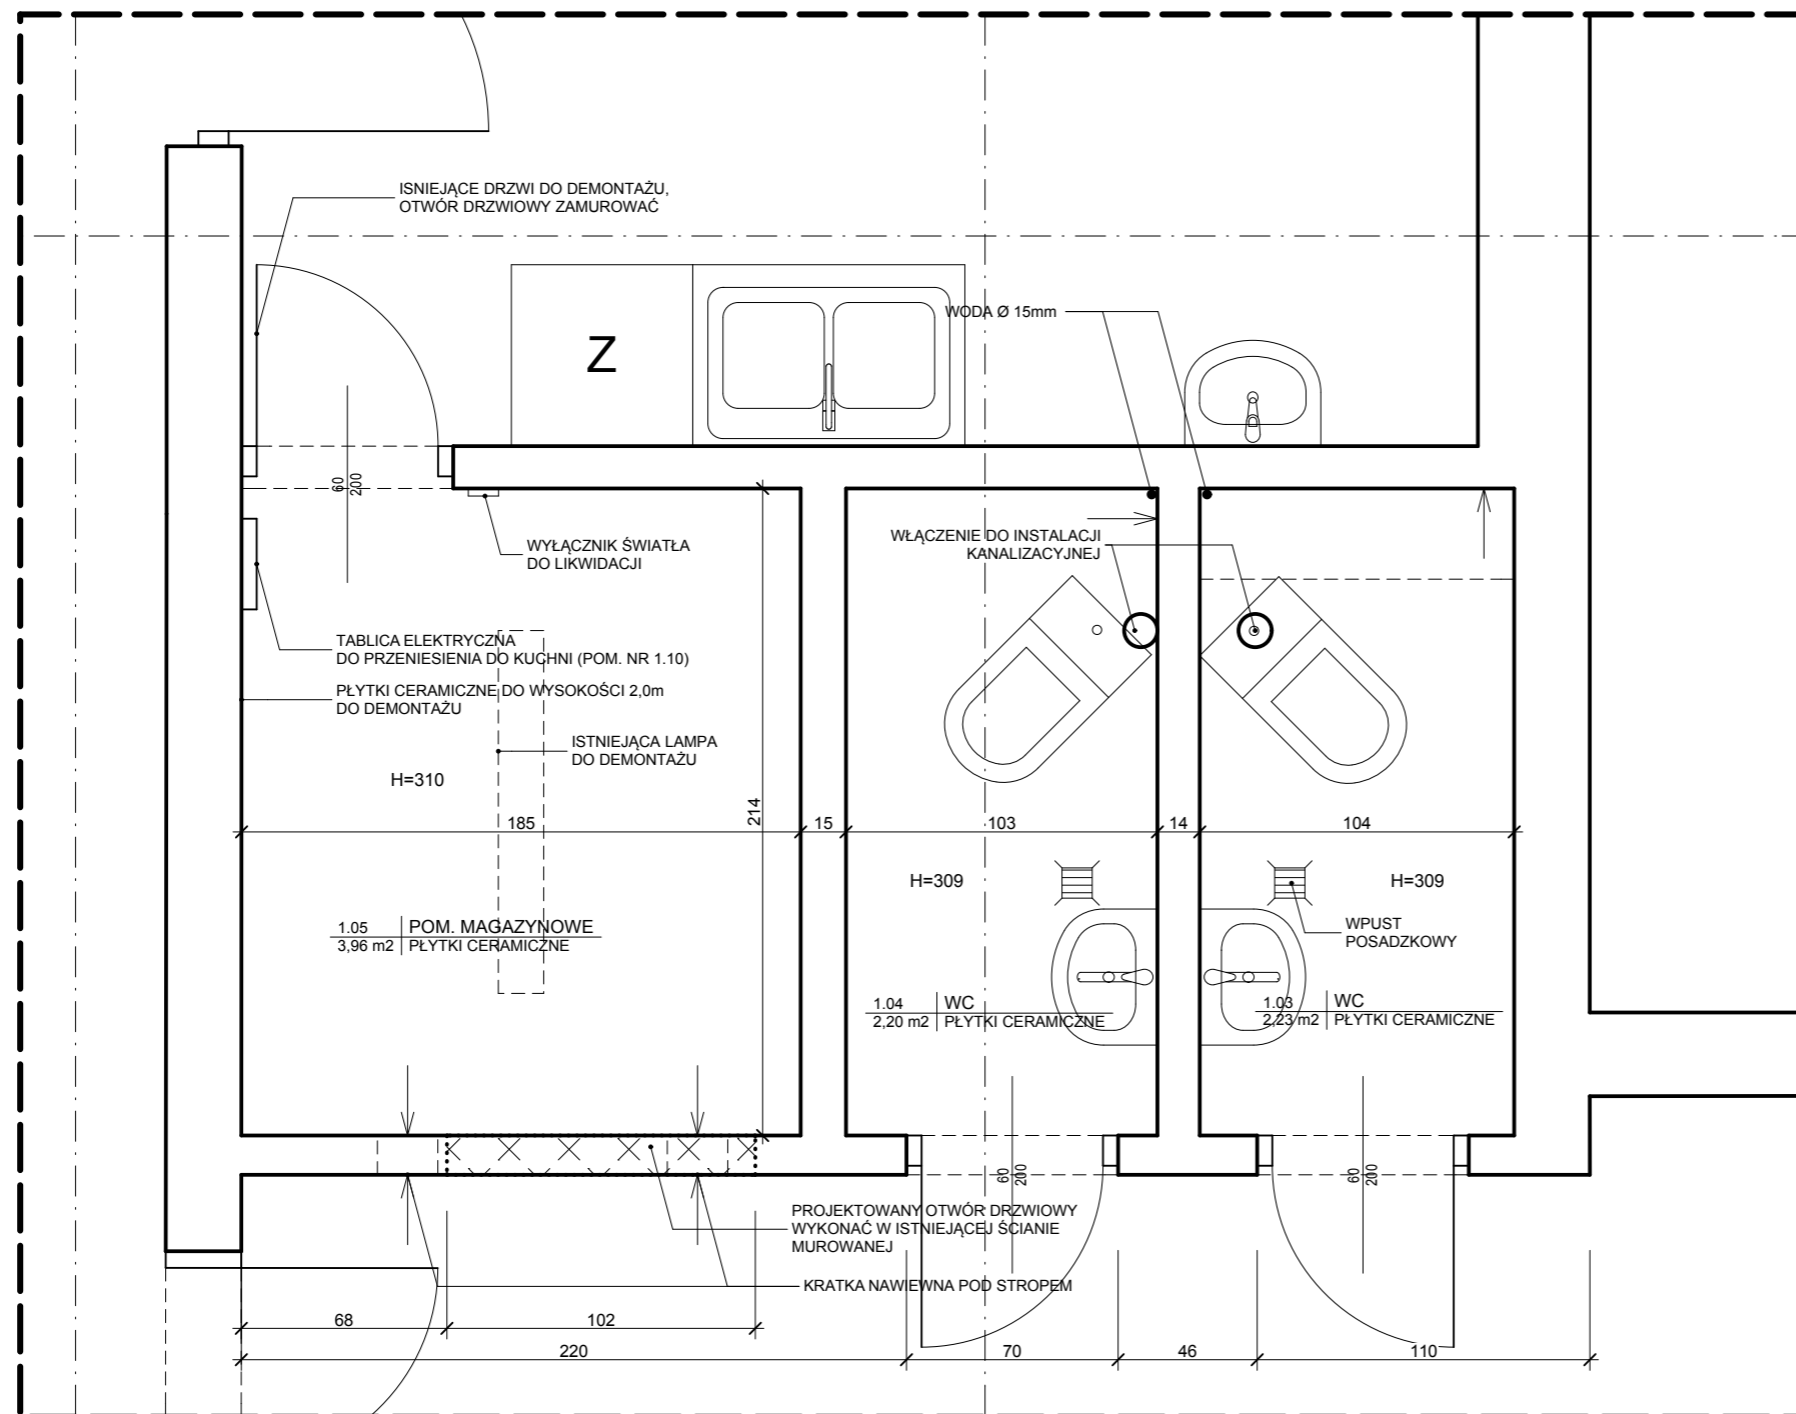 ISNIEJĄCE DRZWI DO DEMONTAŻU,
OTWÓR DRZWIOWY ZAMUROWAĆ
Z
WODA Ø 15mm
60
200
WYŁĄCZNIK ŚWIATŁA
DO LIKWIDACJI
WŁĄCZENIE DO INSTALACJI
KANALIZACYJNEJ
TABLICA ELEKTRYCZNA
DO PRZENIESIENIA DO KUCHNI (POM. NR 1.10)
PŁYTKI CERAMICZNE DO WYSOKOŚCI 2,0m
DO DEMONTAŻU
ISTNIEJĄCA LAMPA
DO DEMONTAŻU
H=310
214
185
15
103
14
104
H=309
H=309
WPUST
POSADZKOWY
1.05 POM. MAGAZYNOWE
3,96 m2 PŁYTKI CERAMICZNE
1.04 WC
2,20 m2 PŁYTKI CERAMICZNE
1.03 WC
2,23 m2 PŁYTKI CERAMICZNE
60
200
60
200
PROJEKTOWANY OTWÓR DRZWIOWY
WYKONAĆ W ISTNIEJĄCEJ ŚCIANIE
MUROWANEJ
KRATKA NAWIEWNA POD STROPEM
68
102
220
70
46
110